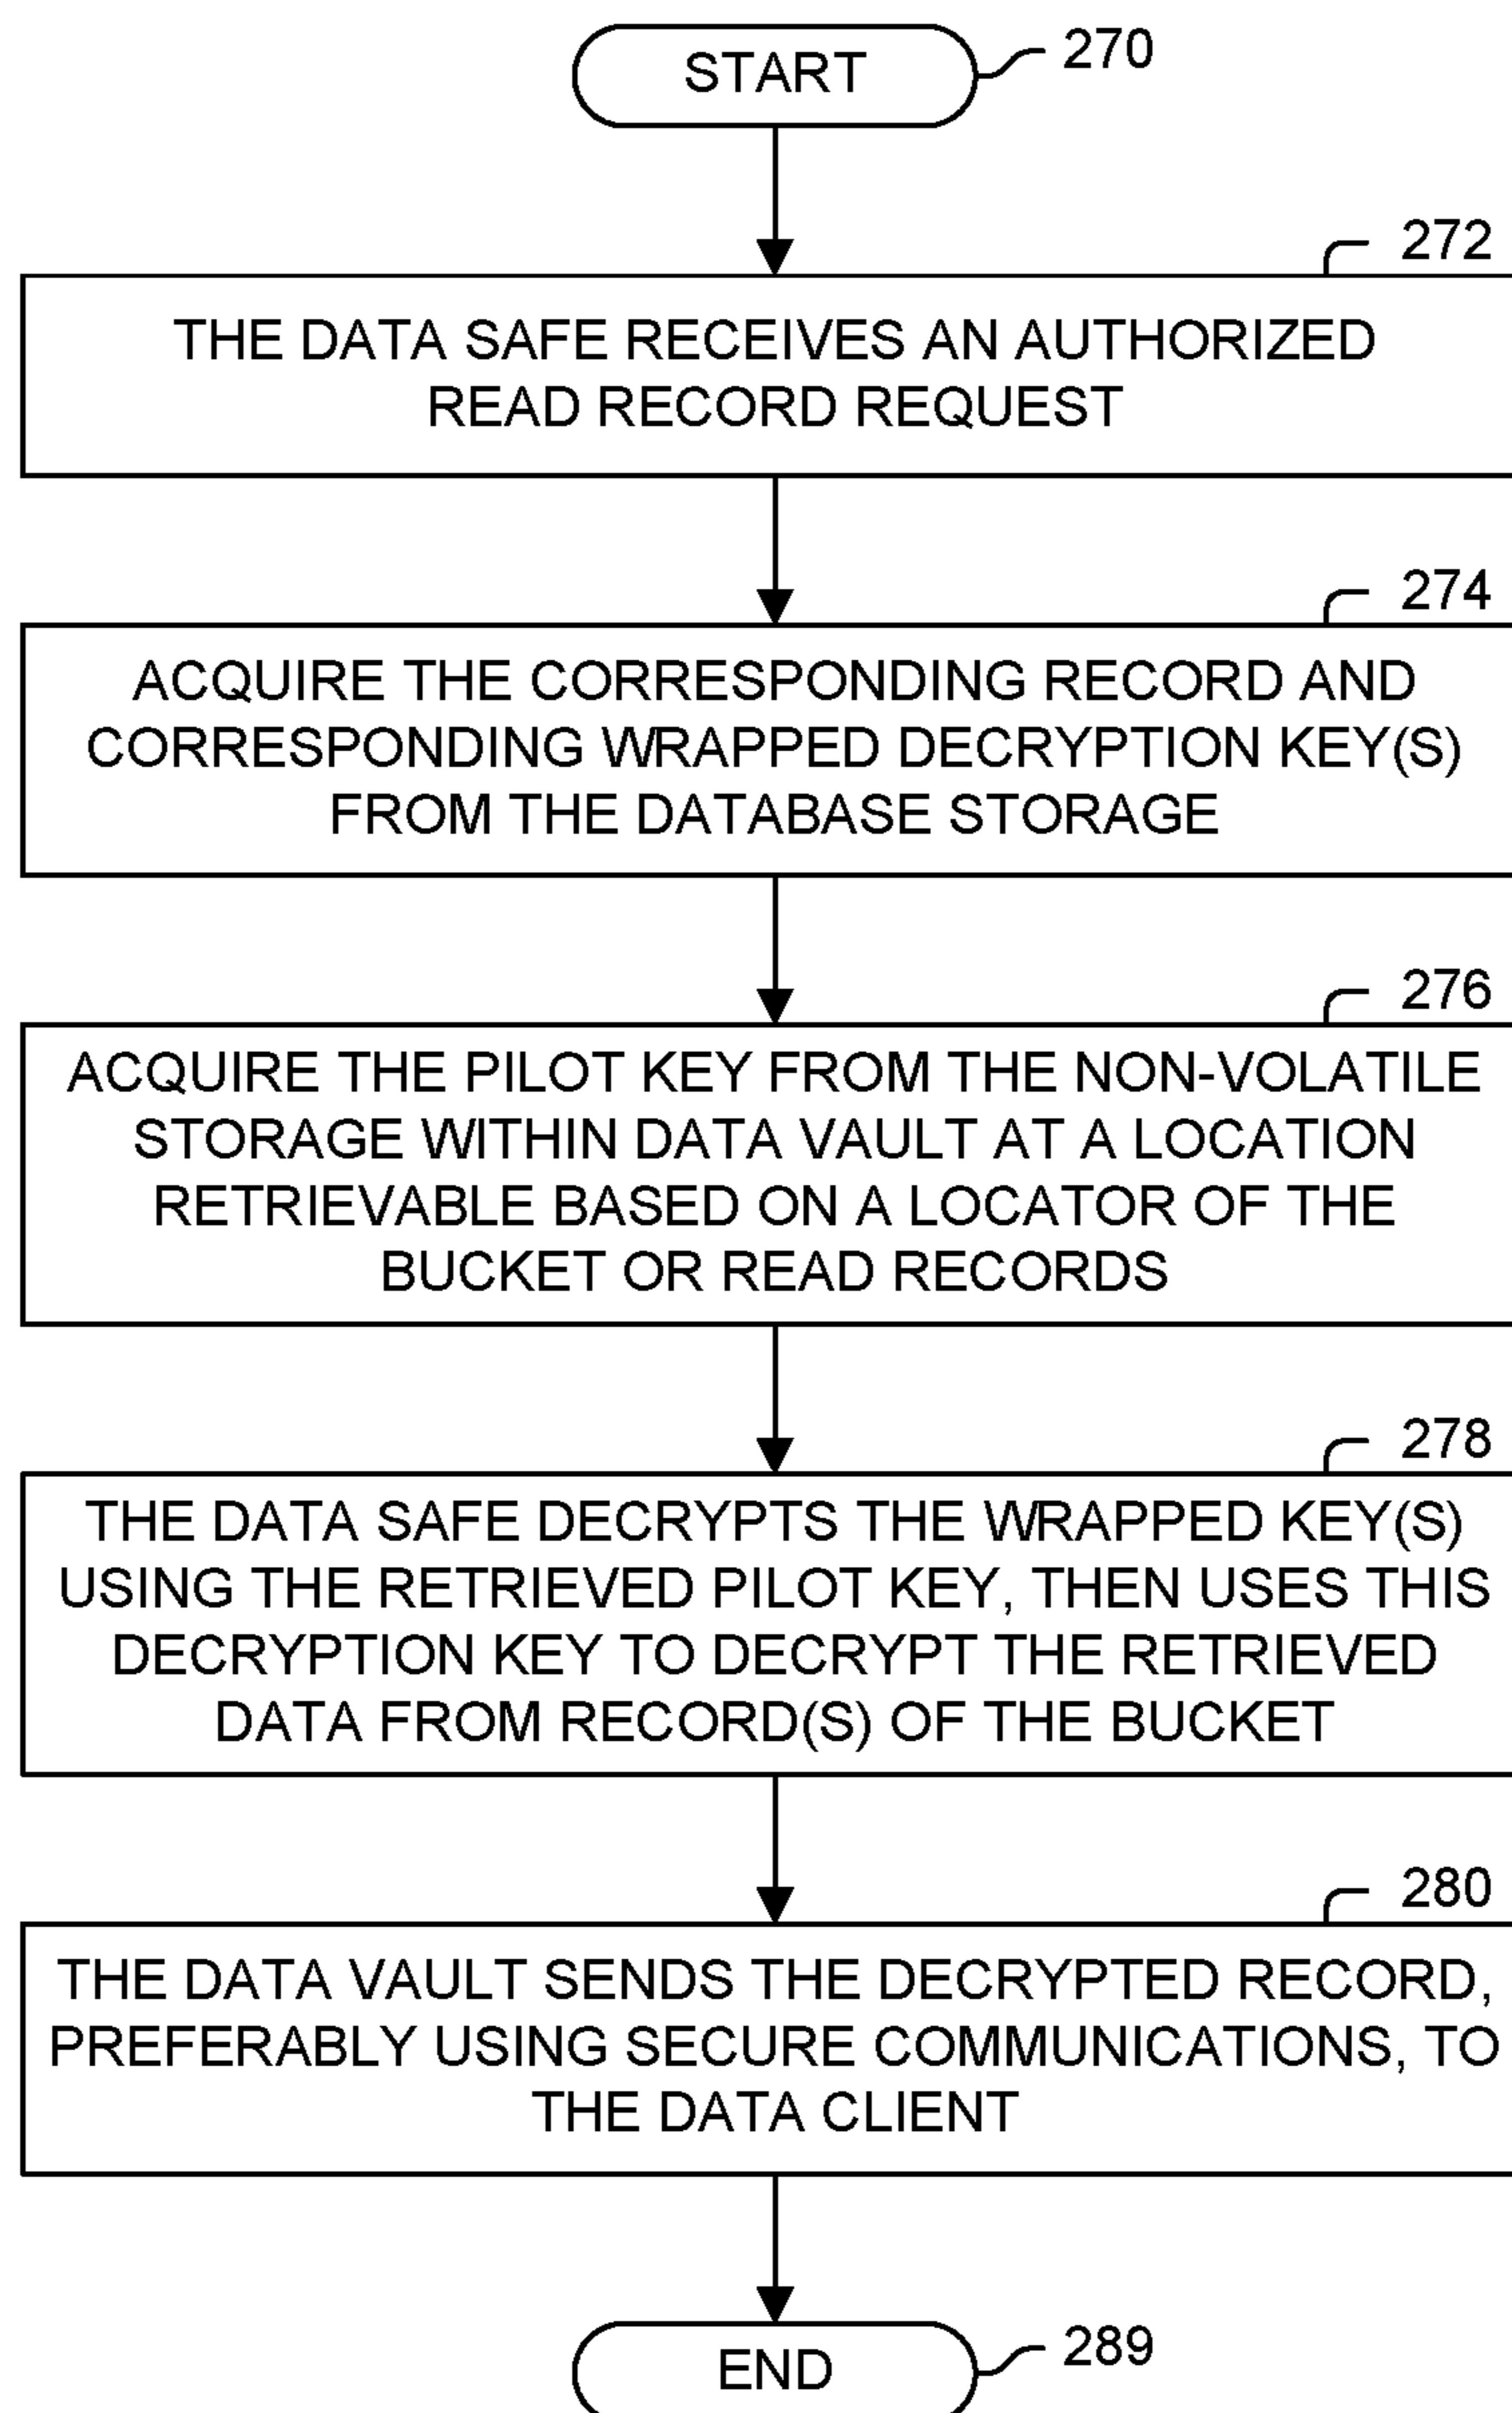 START
270
272
THE DATA SAFE RECEIVES AN AUTHORIZED
READ RECORD REQUEST
274
ACQUIRE THE CORRESPONDING RECORD AND
CORRESPONDING WRAPPED DECRYPTION KEY(S)
FROM THE DATABASE STORAGE
276
ACQUIRE THE PILOT KEY FROM THE NON-VOLATILE
STORAGE WITHIN DATA VAULT AT A LOCATION
RETRIEVABLE BASED ON A LOCATOR OF THE
BUCKET OR READ RECORDS
278
THE DATA SAFE DECRYPTS THE WRAPPED KEY(S)
USING THE RETRIEVED PILOT KEY, THEN USES THIS
DECRYPTION KEY TO DECRYPT THE RETRIEVED
DATA FROM RECORD(S) OF THE BUCKET
280
THE DATA VAULT SENDS THE DECRYPTED RECORD,
PREFERABLY USING SECURE COMMUNICATIONS, TO
THE DATA CLIENT
END
289